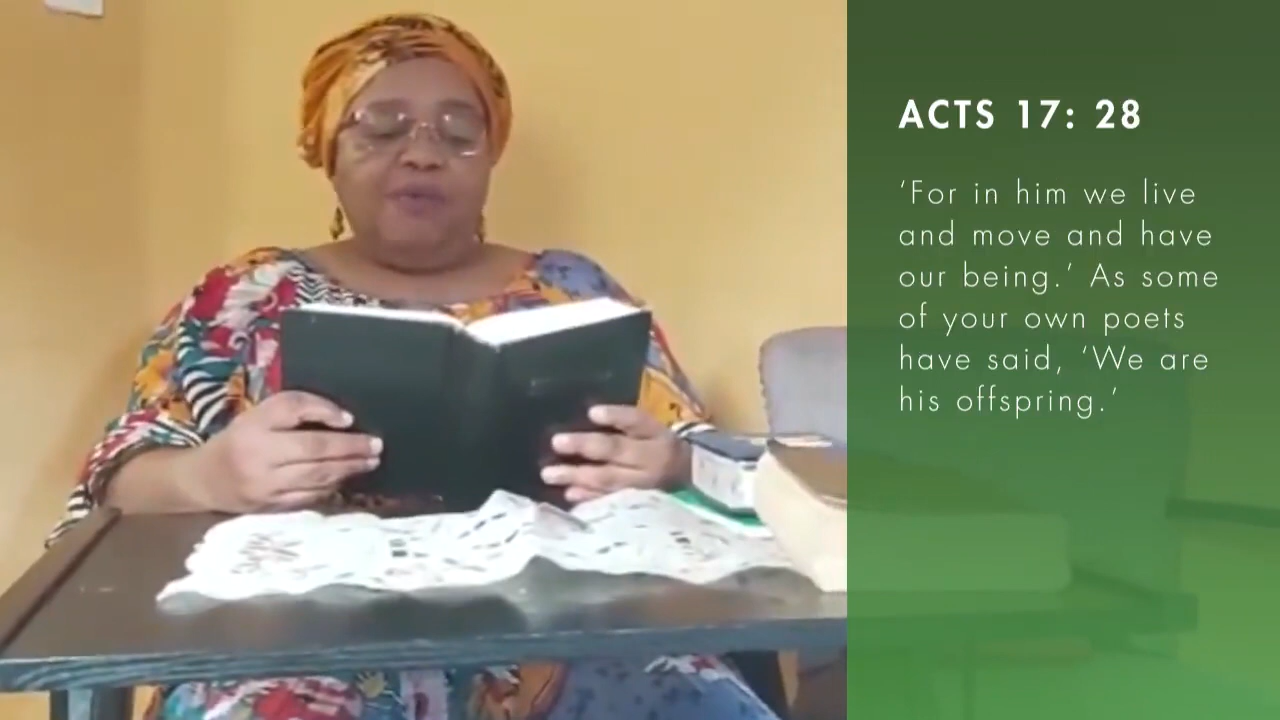 ACTS 17: 28
‘For in him we live
and move and have
our being.’ As some
of your own poets
have said, ‘We are
his offspring.’